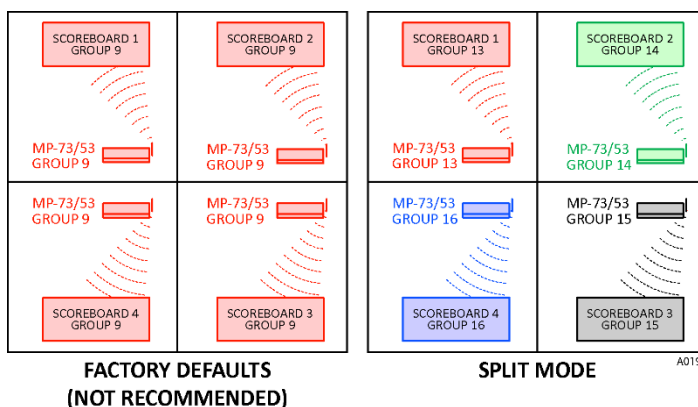 SCOREBOARD 1
GROUP 9
SCOREBOARD 2
GROUP 9
MP-73/53
GROUP 9
MP-73/53
GROUP 9
MP-73/53
GROUP 9
MP-73/53
GROUP 9
SCOREBOARD 4
GROUP 9
SCOREBOARD 3
GROUP 9
FACTORY DEFAULTS
(NOT RECOMMENDED)
SCOREBOARD 1
GROUP 13
SCOREBOARD 2
GROUP 14
MP-73/53
GROUP 13
MP-73/53
GROUP 14
MP-73/53
GROUP 16
MP-73/53
GROUP 15
SCOREBOARD 4
GROUP 16
SCOREBOARD 3
GROUP 15
A019
SPLIT MODE